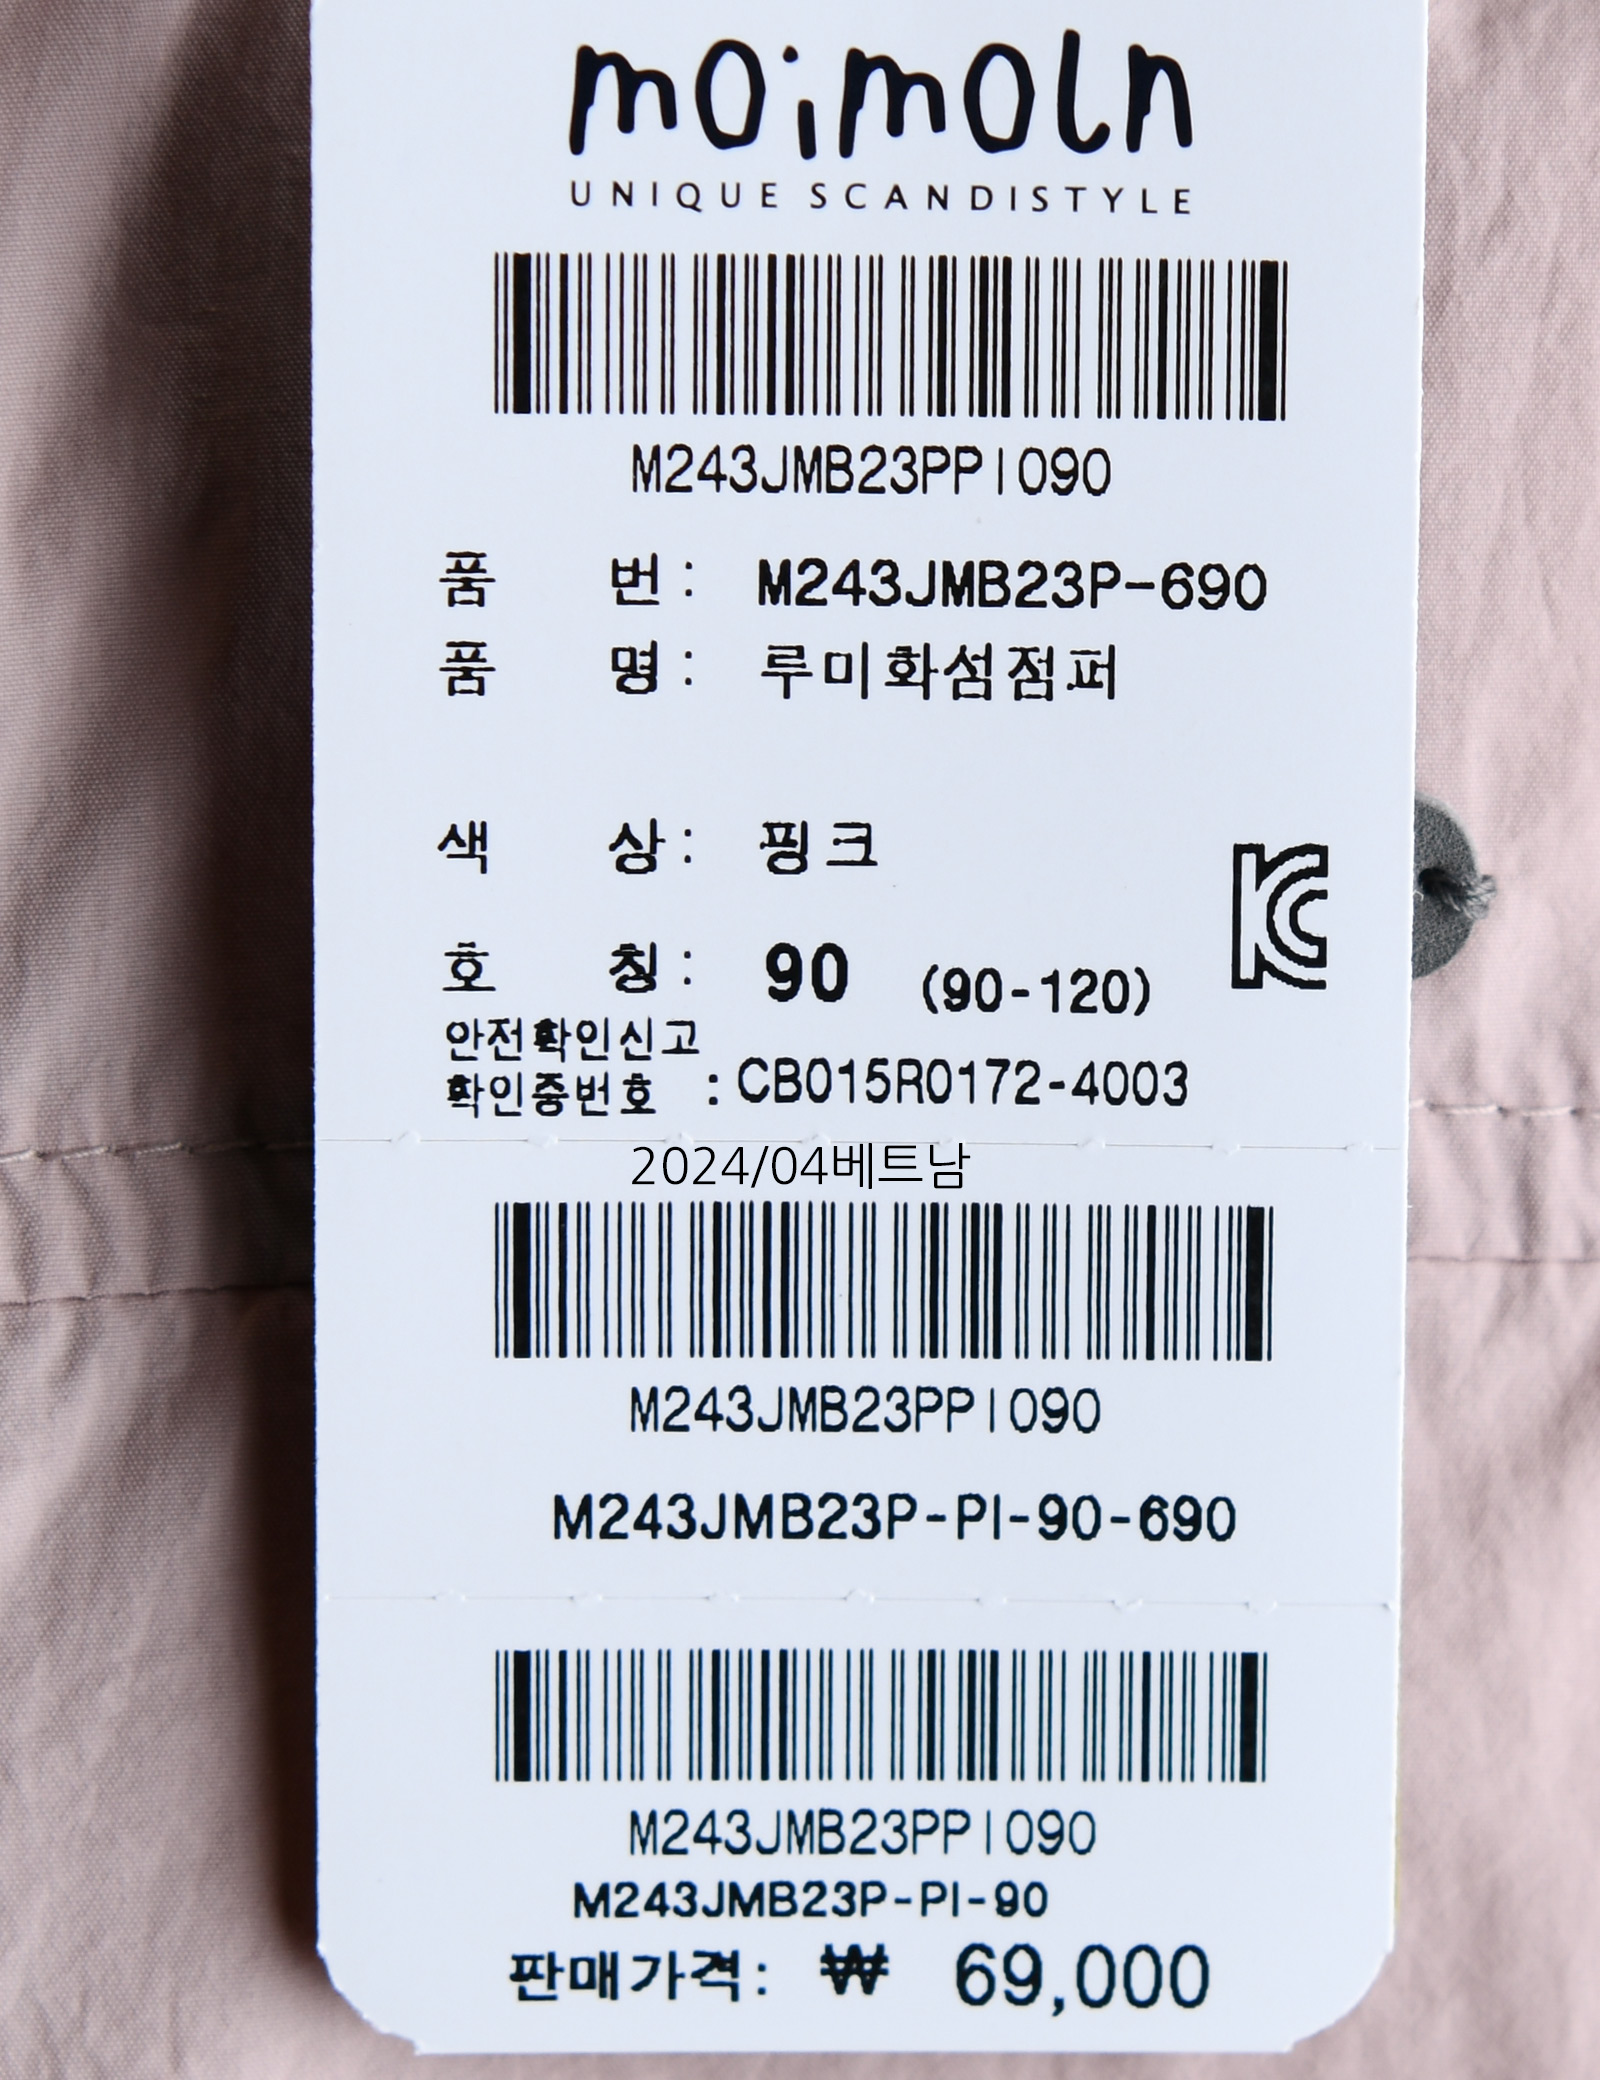 moimoln
UNIQUE SCANDISTYLE
M243JMB23PPI090
품 번 : M243JMB23P-690
품 명 : 루미화섬점퍼
색 상 : 핑크
호 칭 : 90 (90-120)
안전확인신고
확인증번호 : CB015R0172-4003
2024/04베트남
M243JMB23PPI090
M243JMB23P-PI-90-690
M243JMB23PPI090
M243JMB23P-PI-90
판매가격: ₩ 69,000